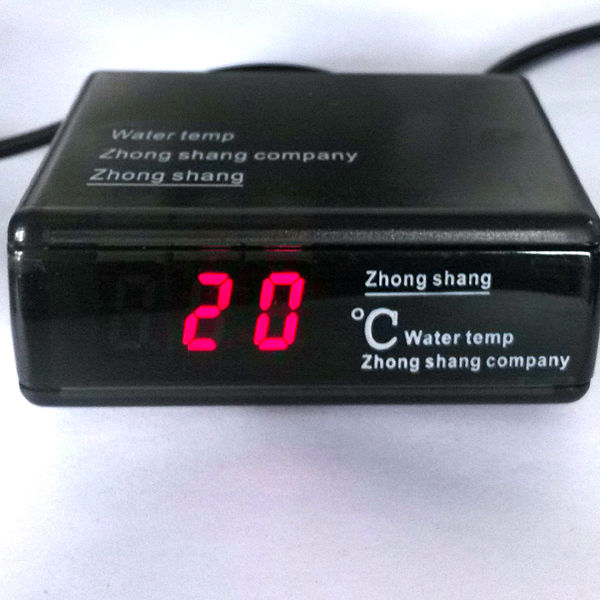 Water temp
Zhong shang company
Zhong shang
20
Zhong shang
°C Water temp
Zhong shang company